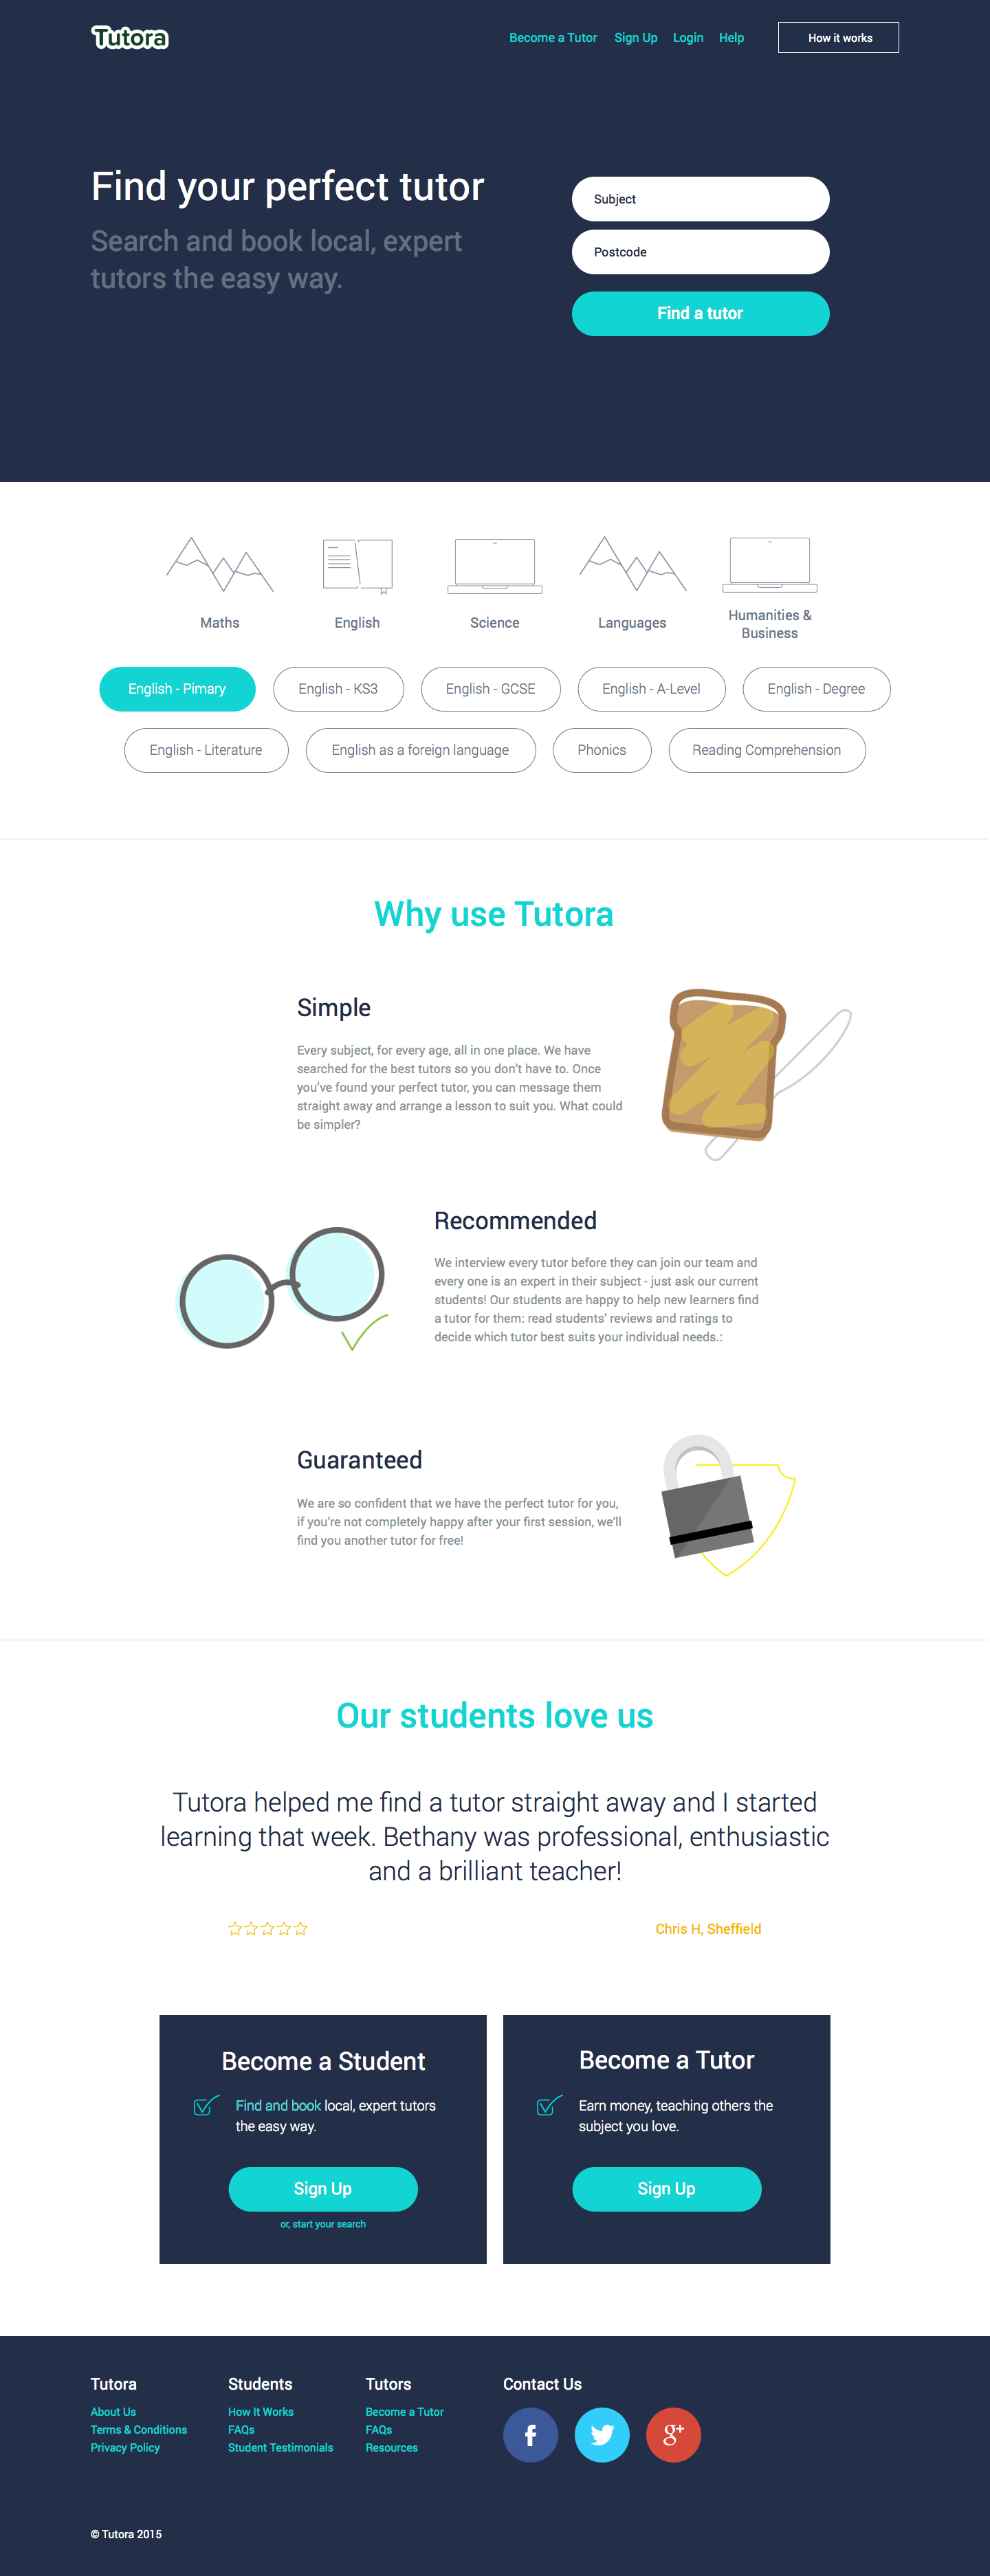 Tutora
Become a Tutor
Sign Up
Login
Help
How it works
Find your perfect tutor
Search and book local, expert
tutors the easy way.
Subject
Postcode
Find a tutor
Maths
English
Science
Languages
Humanities &
Business
English - Pimary
English - KS3
English - GCSE
English - A-Level
English - Degree
English - Literature
English as a foreign language
Phonics
Reading Comprehension
Why use Tutora
Simple
Every subject, for every age, all in one place. We have
searched for the best tutors so you don't have to. Once
you've found your perfect tutor, you can message them
straight away and arrange a lesson to suit you. What could
be simpler?
Recommended
We interview every tutor before they can join our team and
every one is an expert in their subject - just ask our current
students! Our students are happy to help new learners find
a tutor for them: read students' reviews and ratings to
decide which tutor best suits your individual needs.:
Guaranteed
We are so confident that we have the perfect tutor for you,
if you're not completely happy after your first session, we'll
find you another tutor for free!
Our students love us
Tutora helped me find a tutor straight away and I started
learning that week. Bethany was professional, enthusiastic
and a brilliant teacher!
Chris H, Sheffield
Become a Student
Find and book local, expert tutors
the easy way.
Sign Up
or, start your search
Become a Tutor
Earn money, teaching others the
subject you love.
Sign Up
Tutora
About Us
Terms & Conditions
Privacy Policy
Students
How It Works
FAQs
Student Testimonials
Tutors
Become a Tutor
FAQs
Resources
Contact Us
f
g+
© Tutora 2015